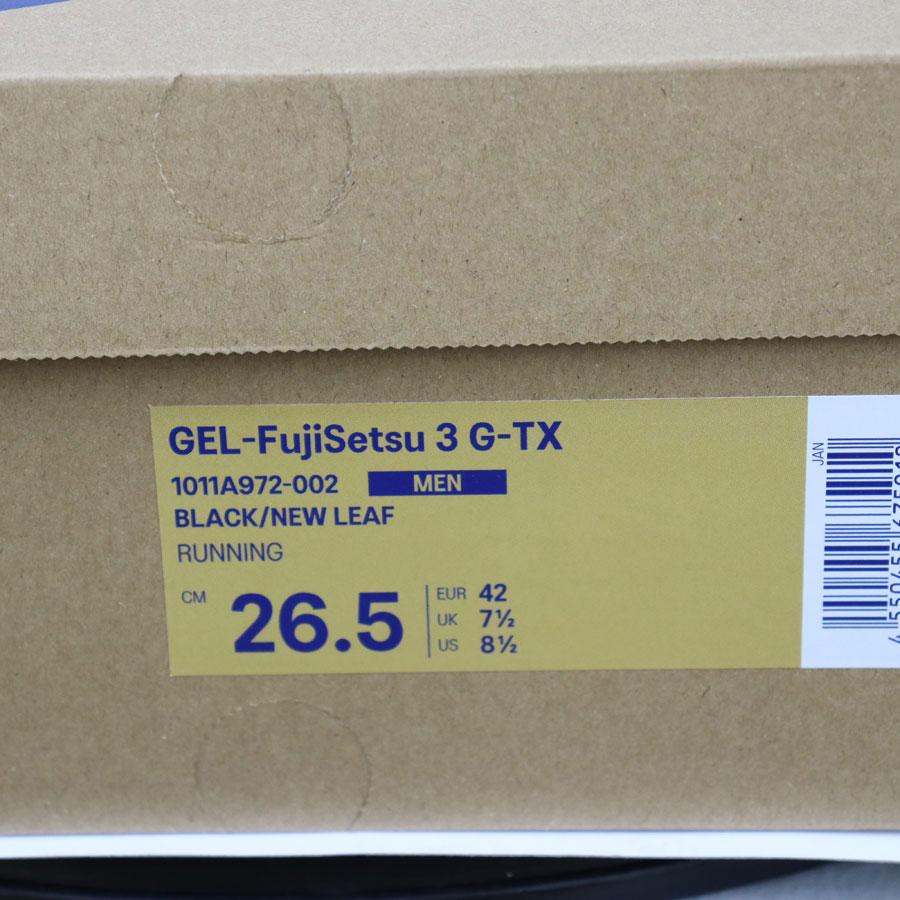 GEL-FujiSetsu 3 G-TX
1011A972-002 MEN
BLACK/NEW LEAF
RUNNING
CM 26.5
EUR 42
UK 7½
US 8½
JAN